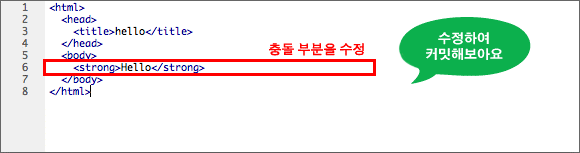 1 <html>
2 <head>
3 <title>hello</title>
4 </head>
5 <body>
충돌 부분을 수정
6 <strong>Hello</strong>
7 </body>
8 </html>
수정하여
커밋해보아요